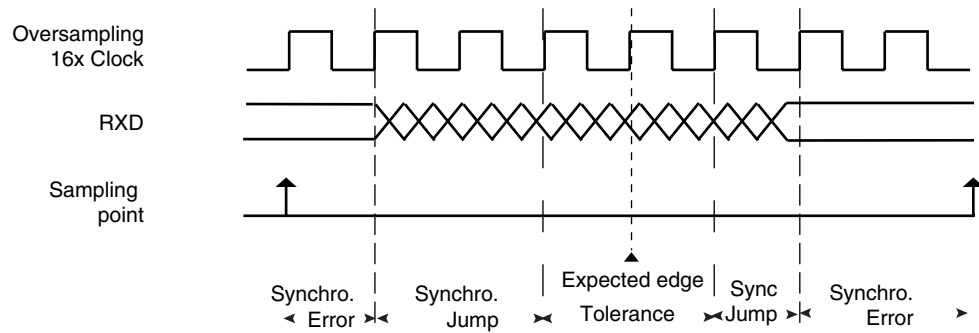 Oversampling
16x Clock
RXD
Sampling
point
Expected edge
Synchro.
Error
Synchro.
Jump
Tolerance
Sync
Jump
Synchro.
Error